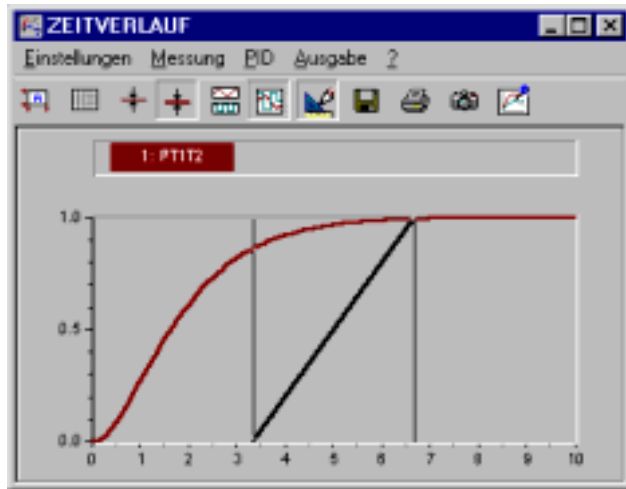 ZEITVERLAUF
Einstellungen Messung PID Ausgabe ?
1: PT1T2
1.0
0.5
0.0
0 1 2 3 4 5 6 7 8 9 10